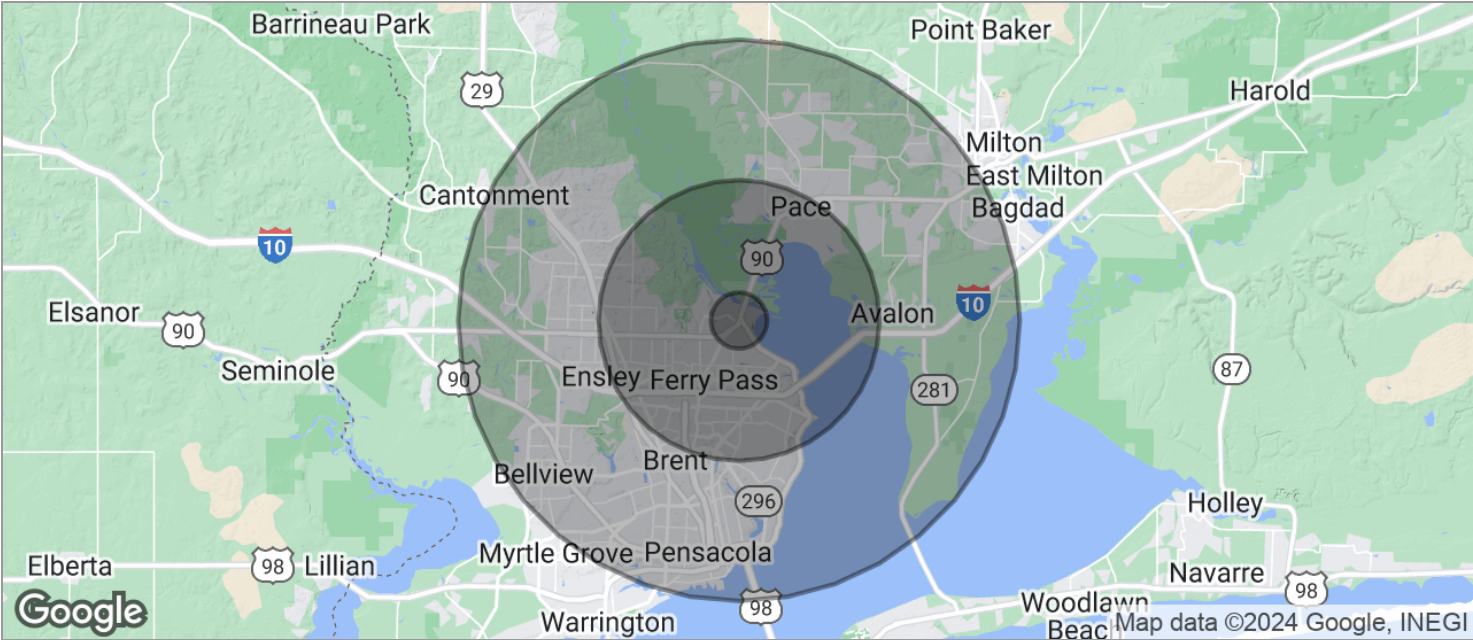 Barrineau Park
Point Baker
29
Harold
Milton
East Milton
Cantonment
Pace
Bagdad
10
90
Elsanor
90
Avalon
10
Seminole
90
Ensley
Ferry Pass
281
87
Brent
Bellview
296
Holley
Myrtle Grove
Pensacola
Elberta
98
Lillian
Navarre
98
Google
98
Warrington
Woodlawn
Beac
Map data ©2024 Google, INEGI